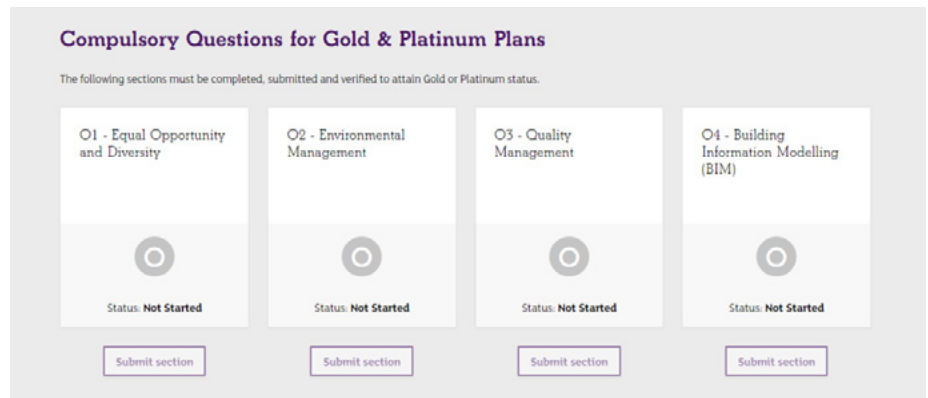 Compulsory Questions for Gold & Platinum Plans
The following sections must be completed, submitted and verified to attain Gold or Platinum status.
O1 - Equal Opportunity
and Diversity
Status: Not Started
Submit section
O2 - Environmental
Management
Status: Not Started
Submit section
O3 - Quality
Management
Status: Not Started
Submit section
O4 - Building
Information Modelling
(BIM)
Status: Not Started
Submit section